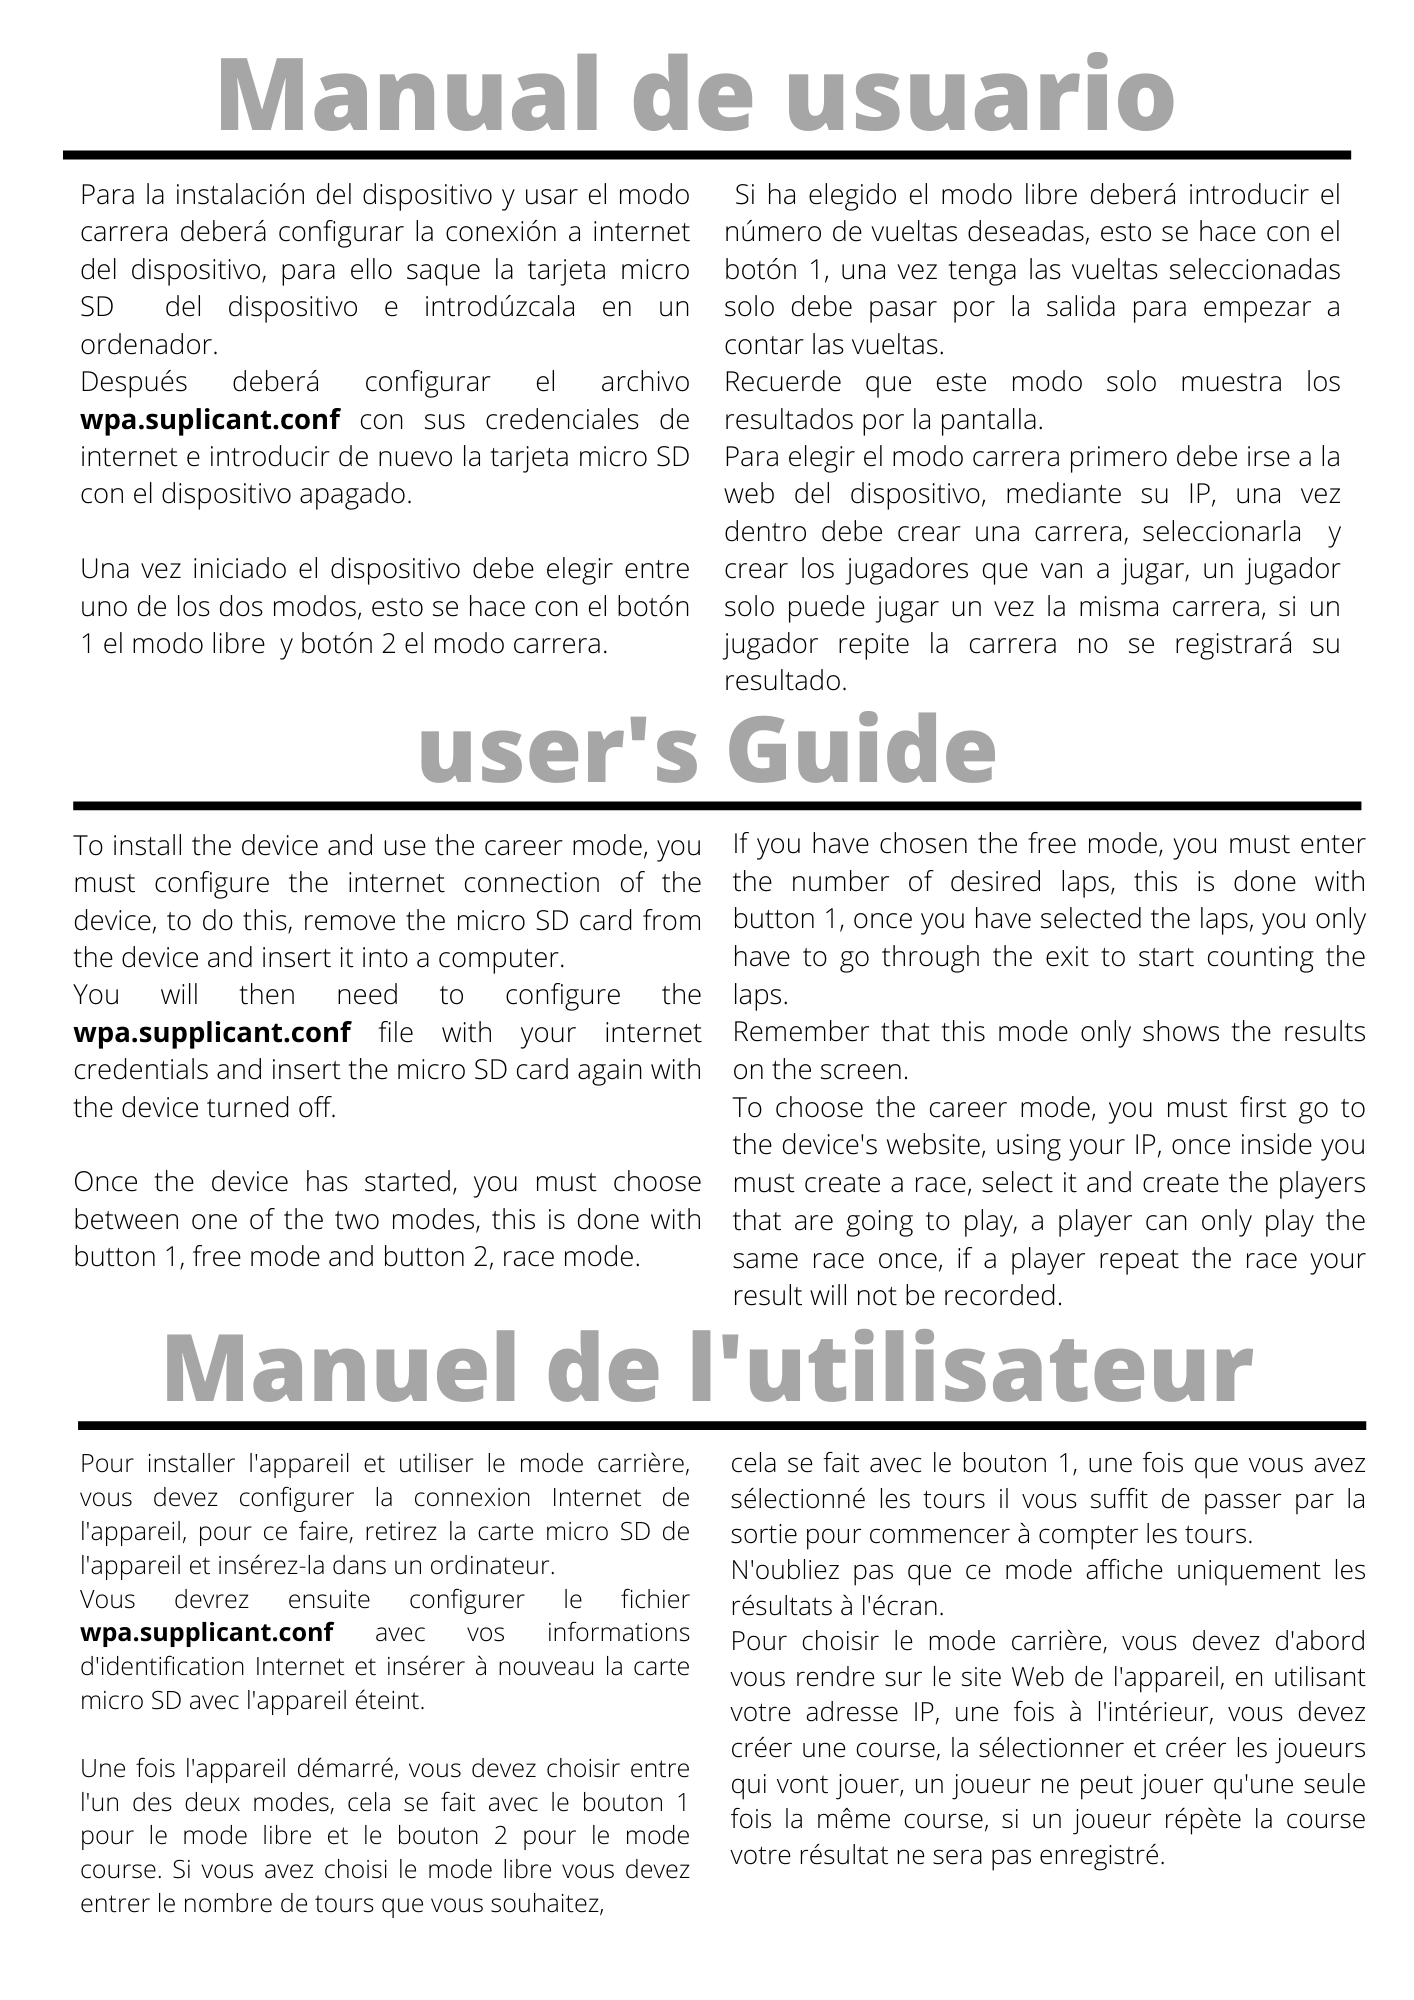 Manual de usuario
Para la instalación del dispositivo y usar el modo
carrera deberá configurar la conexión a internet
del dispositivo, para ello saque la tarjeta micro
SD del dispositivo e introdúzcala en un
ordenador.
Después deberá configurar el archivo
wpa.suplicant.conf con sus credenciales de
internet e introducir de nuevo la tarjeta micro SD
con el dispositivo apagado.
Una vez iniciado el dispositivo debe elegir entre
uno de los dos modos, esto se hace con el botón
1 el modo libre y botón 2 el modo carrera.
Si ha elegido el modo libre deberá introducir el
número de vueltas deseadas, esto se hace con el
botón 1, una vez tenga las vueltas seleccionadas
solo debe pasar por la salida para empezar a
contar las vueltas.
Recuerde que este modo solo muestra los
resultados por la pantalla.
Para elegir el modo carrera primero debe irse a la
web del dispositivo, mediante su IP, una vez
dentro debe crear una carrera, seleccionarla y
crear los jugadores que van a jugar, un jugador
solo puede jugar un vez la misma carrera, si un
jugador repite la carrera no se registrará su
resultado.
user's Guide
To install the device and use the career mode, you
must configure the internet connection of the
device, to do this, remove the micro SD card from
the device and insert it into a computer.
You will then need to configure the
wpa.supplicant.conf file with your internet
credentials and insert the micro SD card again with
the device turned off.
Once the device has started, you must choose
between one of the two modes, this is done with
button 1, free mode and button 2, race mode.
If you have chosen the free mode, you must enter
the number of desired laps, this is done with
button 1, once you have selected the laps, you only
have to go through the exit to start counting the
laps.
Remember that this mode only shows the results
on the screen.
To choose the career mode, you must first go to
the device's website, using your IP, once inside you
must create a race, select it and create the players
that are going to play, a player can only play the
same race once, if a player repeat the race your
result will not be recorded.
Manuel de l'utilisateur
Pour installer l'appareil et utiliser le mode carrière,
vous devez configurer la connexion Internet de
l'appareil, pour ce faire, retirez la carte micro SD de
l'appareil et insérez-la dans un ordinateur.
Vous devrez ensuite configurer le fichier
wpa.supplicant.conf avec vos informations
d'identification Internet et insérer à nouveau la carte
micro SD avec l'appareil éteint.
Une fois l'appareil démarré, vous devez choisir entre
l'un des deux modes, cela se fait avec le bouton 1
pour le mode libre et le bouton 2 pour le mode
course. Si vous avez choisi le mode libre vous devez
entrer le nombre de tours que vous souhaitez,
cela se fait avec le bouton 1, une fois que vous avez
sélectionné les tours il vous suffit de passer par la
sortie pour commencer à compter les tours.
N'oubliez pas que ce mode affiche uniquement les
résultats à l'écran.
Pour choisir le mode carrière, vous devez d'abord
vous rendre sur le site Web de l'appareil, en utilisant
votre adresse IP, une fois à l'intérieur, vous devez
créer une course, la sélectionner et créer les joueurs
qui vont jouer, un joueur ne peut jouer qu'une seule
fois la même course, si un joueur répète la course
votre résultat ne sera pas enregistré.